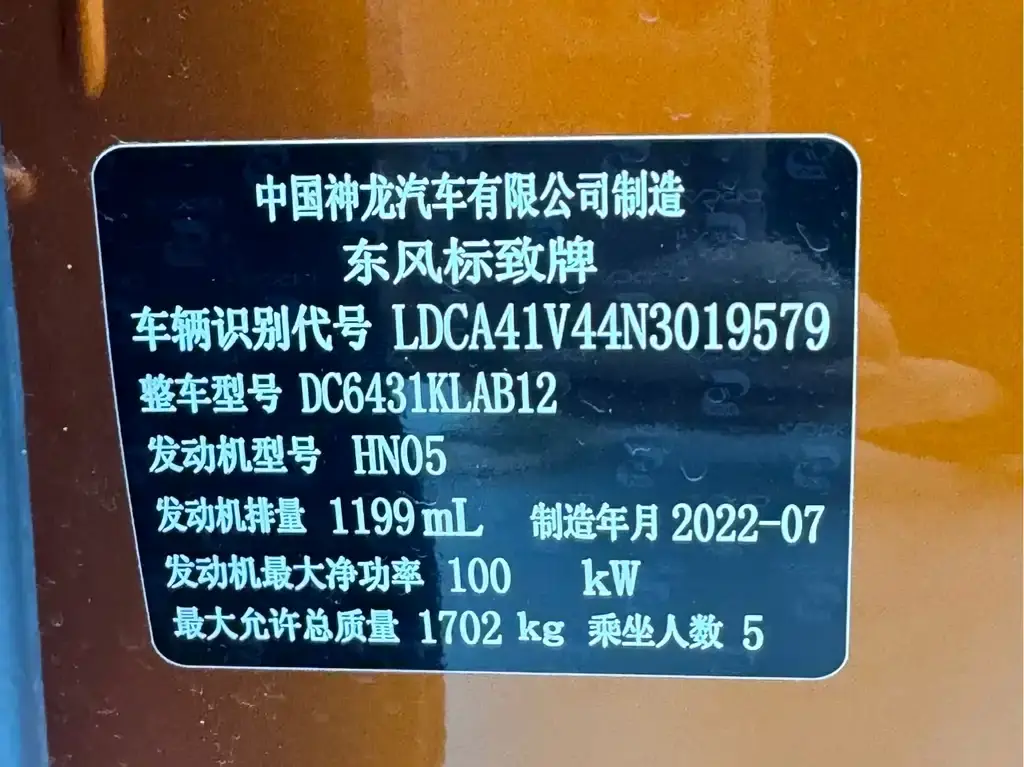 中国神龙汽车有限公司制造
东风标致牌
车辆识别代号 LDCA41V44N3019579
整车型号 DC6431KLAB12
发动机型号 HN05
发动机排量 1199 mL 制造年月 2022-07
发动机最大净功率 100 kW
最大允许总质量 1702 kg 乘坐人数 5